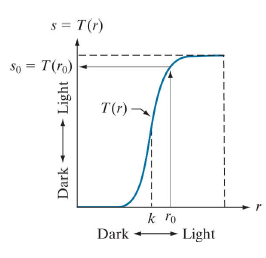 s = T(r)
s₀ = T(r₀)
Dark Light
T(r)
r
k r₀
Dark Light